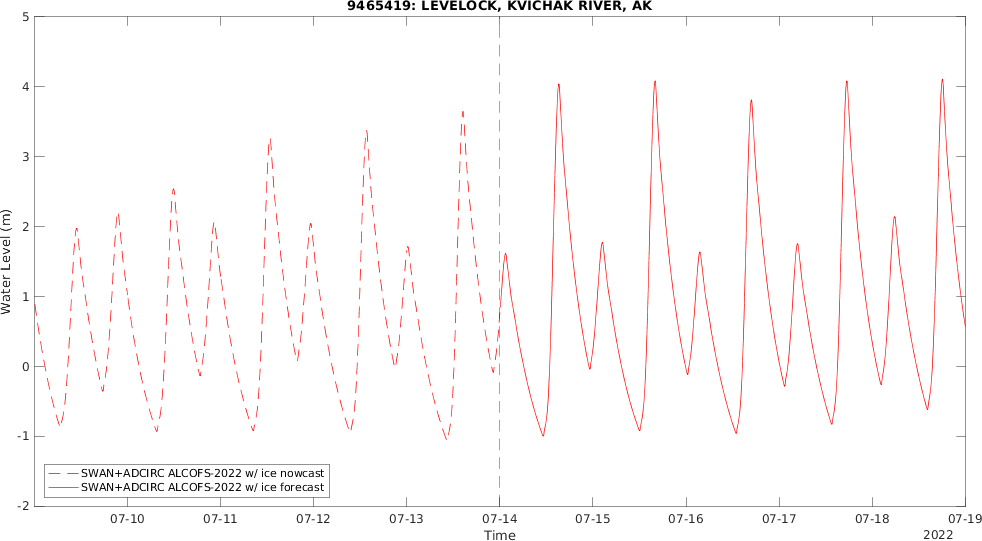 9465419: LEVELOCK, KVICHAK RIVER, AK
5
4
3
2
1
0
-1
-2
Water Level (m)
SWAN+ADCIRC ALCOFS-2022 w/ ice nowcast
SWAN+ADCIRC ALCOFS-2022 w/ ice forecast
07-10 07-11 07-12 07-13 07-14 07-15 07-16 07-17 07-18 07-19
Time
2022